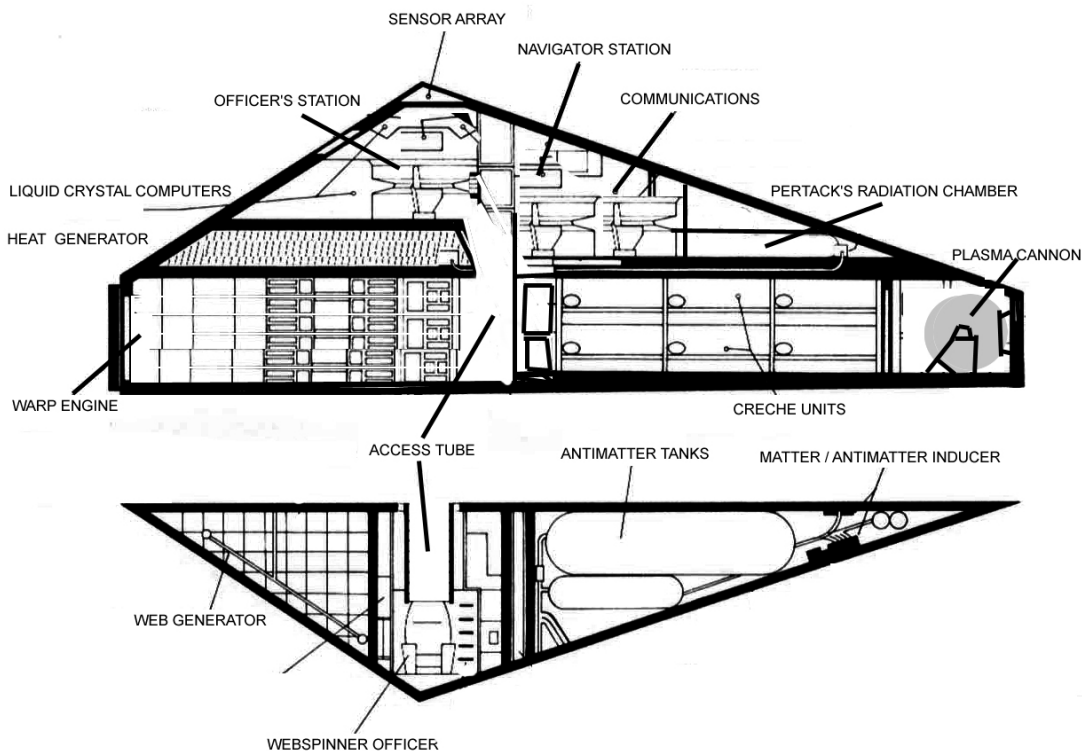 SENSOR ARRAY
NAVIGATOR STATION
OFFICER'S STATION
COMMUNICATIONS
LIQUID CRYSTAL COMPUTERS
PERTACK'S RADIATION CHAMBER
HEAT GENERATOR
PLASMA CANNON
WARP ENGINE
CRECHE UNITS
ACCESS TUBE
ANTIMATTER TANKS
MATTER / ANTIMATTER INDUCER
WEB GENERATOR
WEBSPINNER OFFICER